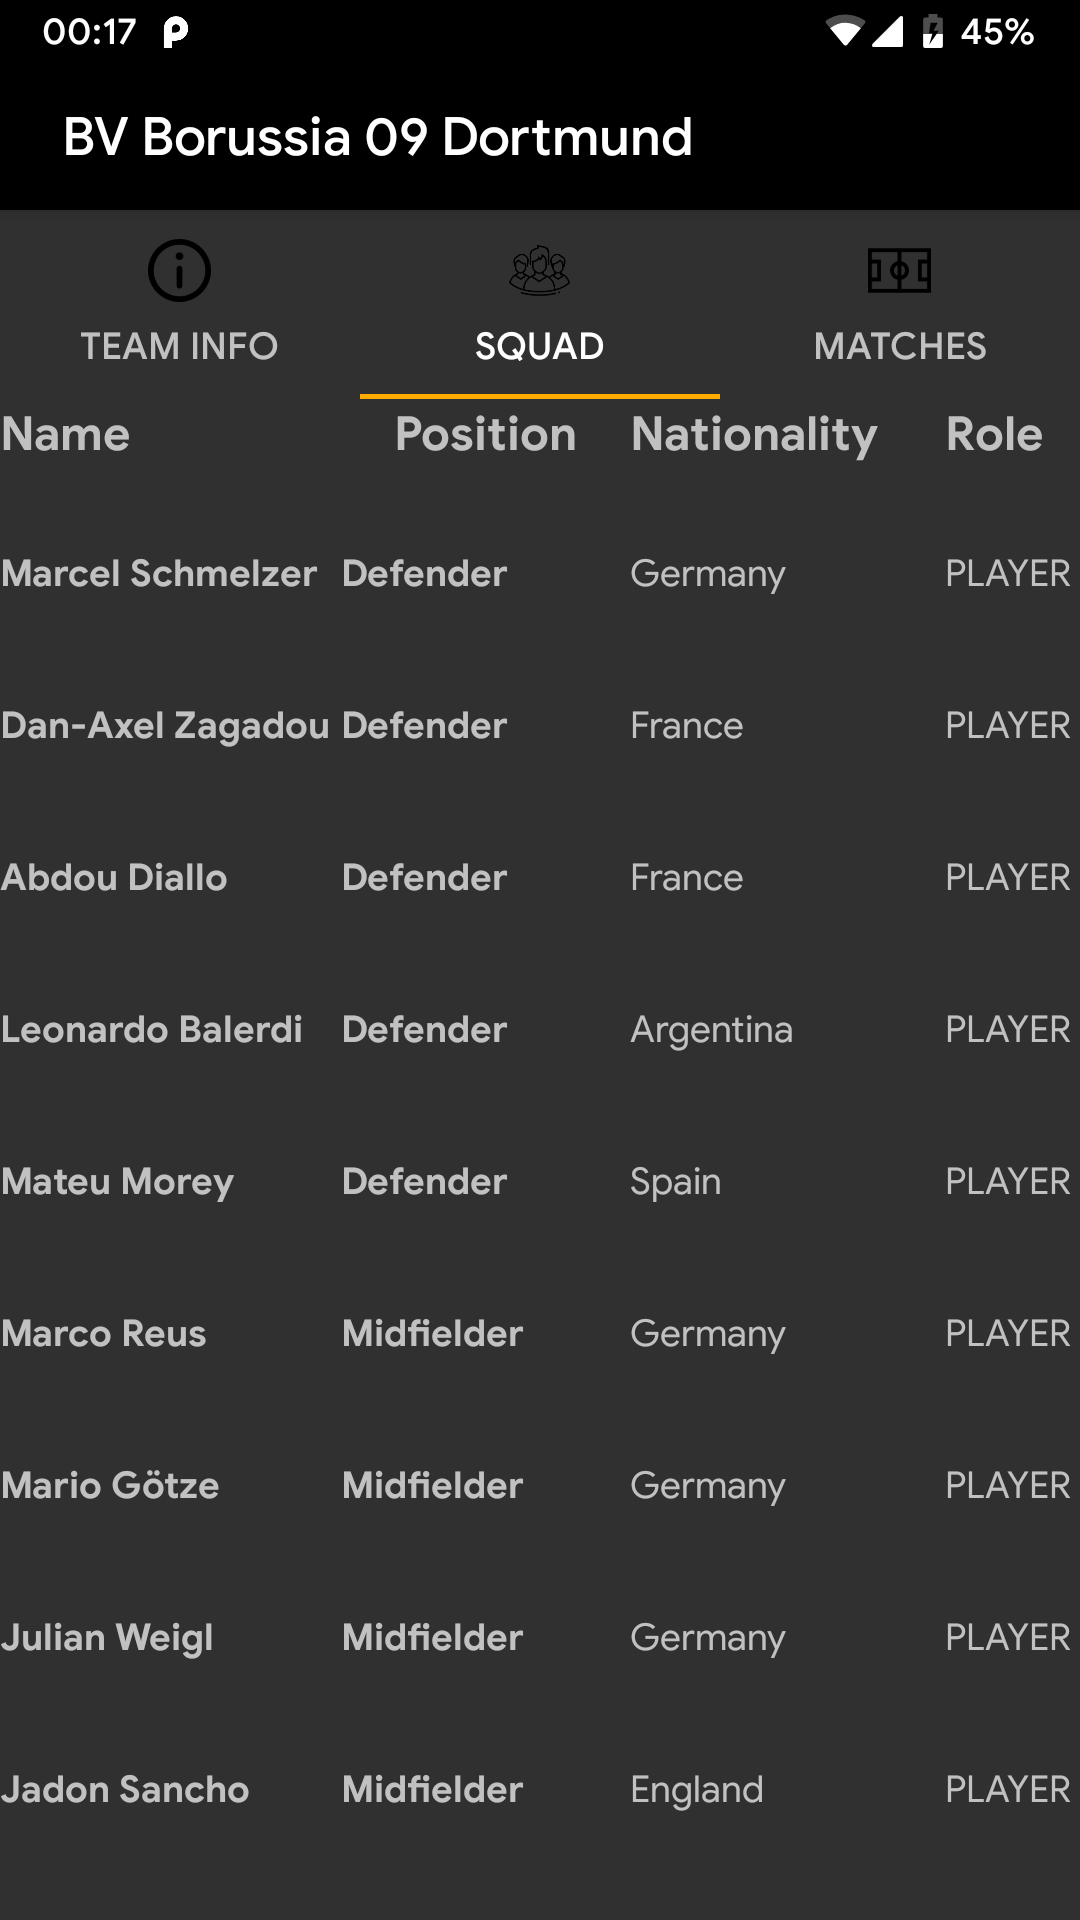 00:17 45%
BV Borussia 09 Dortmund
TEAM INFO SQUAD MATCHES
Name Position Nationality Role
Marcel Schmelzer Defender Germany PLAYER
Dan-Axel Zagadou Defender France PLAYER
Abdou Diallo Defender France PLAYER
Leonardo Balerdi Defender Argentina PLAYER
Mateu Morey Defender Spain PLAYER
Marco Reus Midfielder Germany PLAYER
Mario Götze Midfielder Germany PLAYER
Julian Weigl Midfielder Germany PLAYER
Jadon Sancho Midfielder England PLAYER